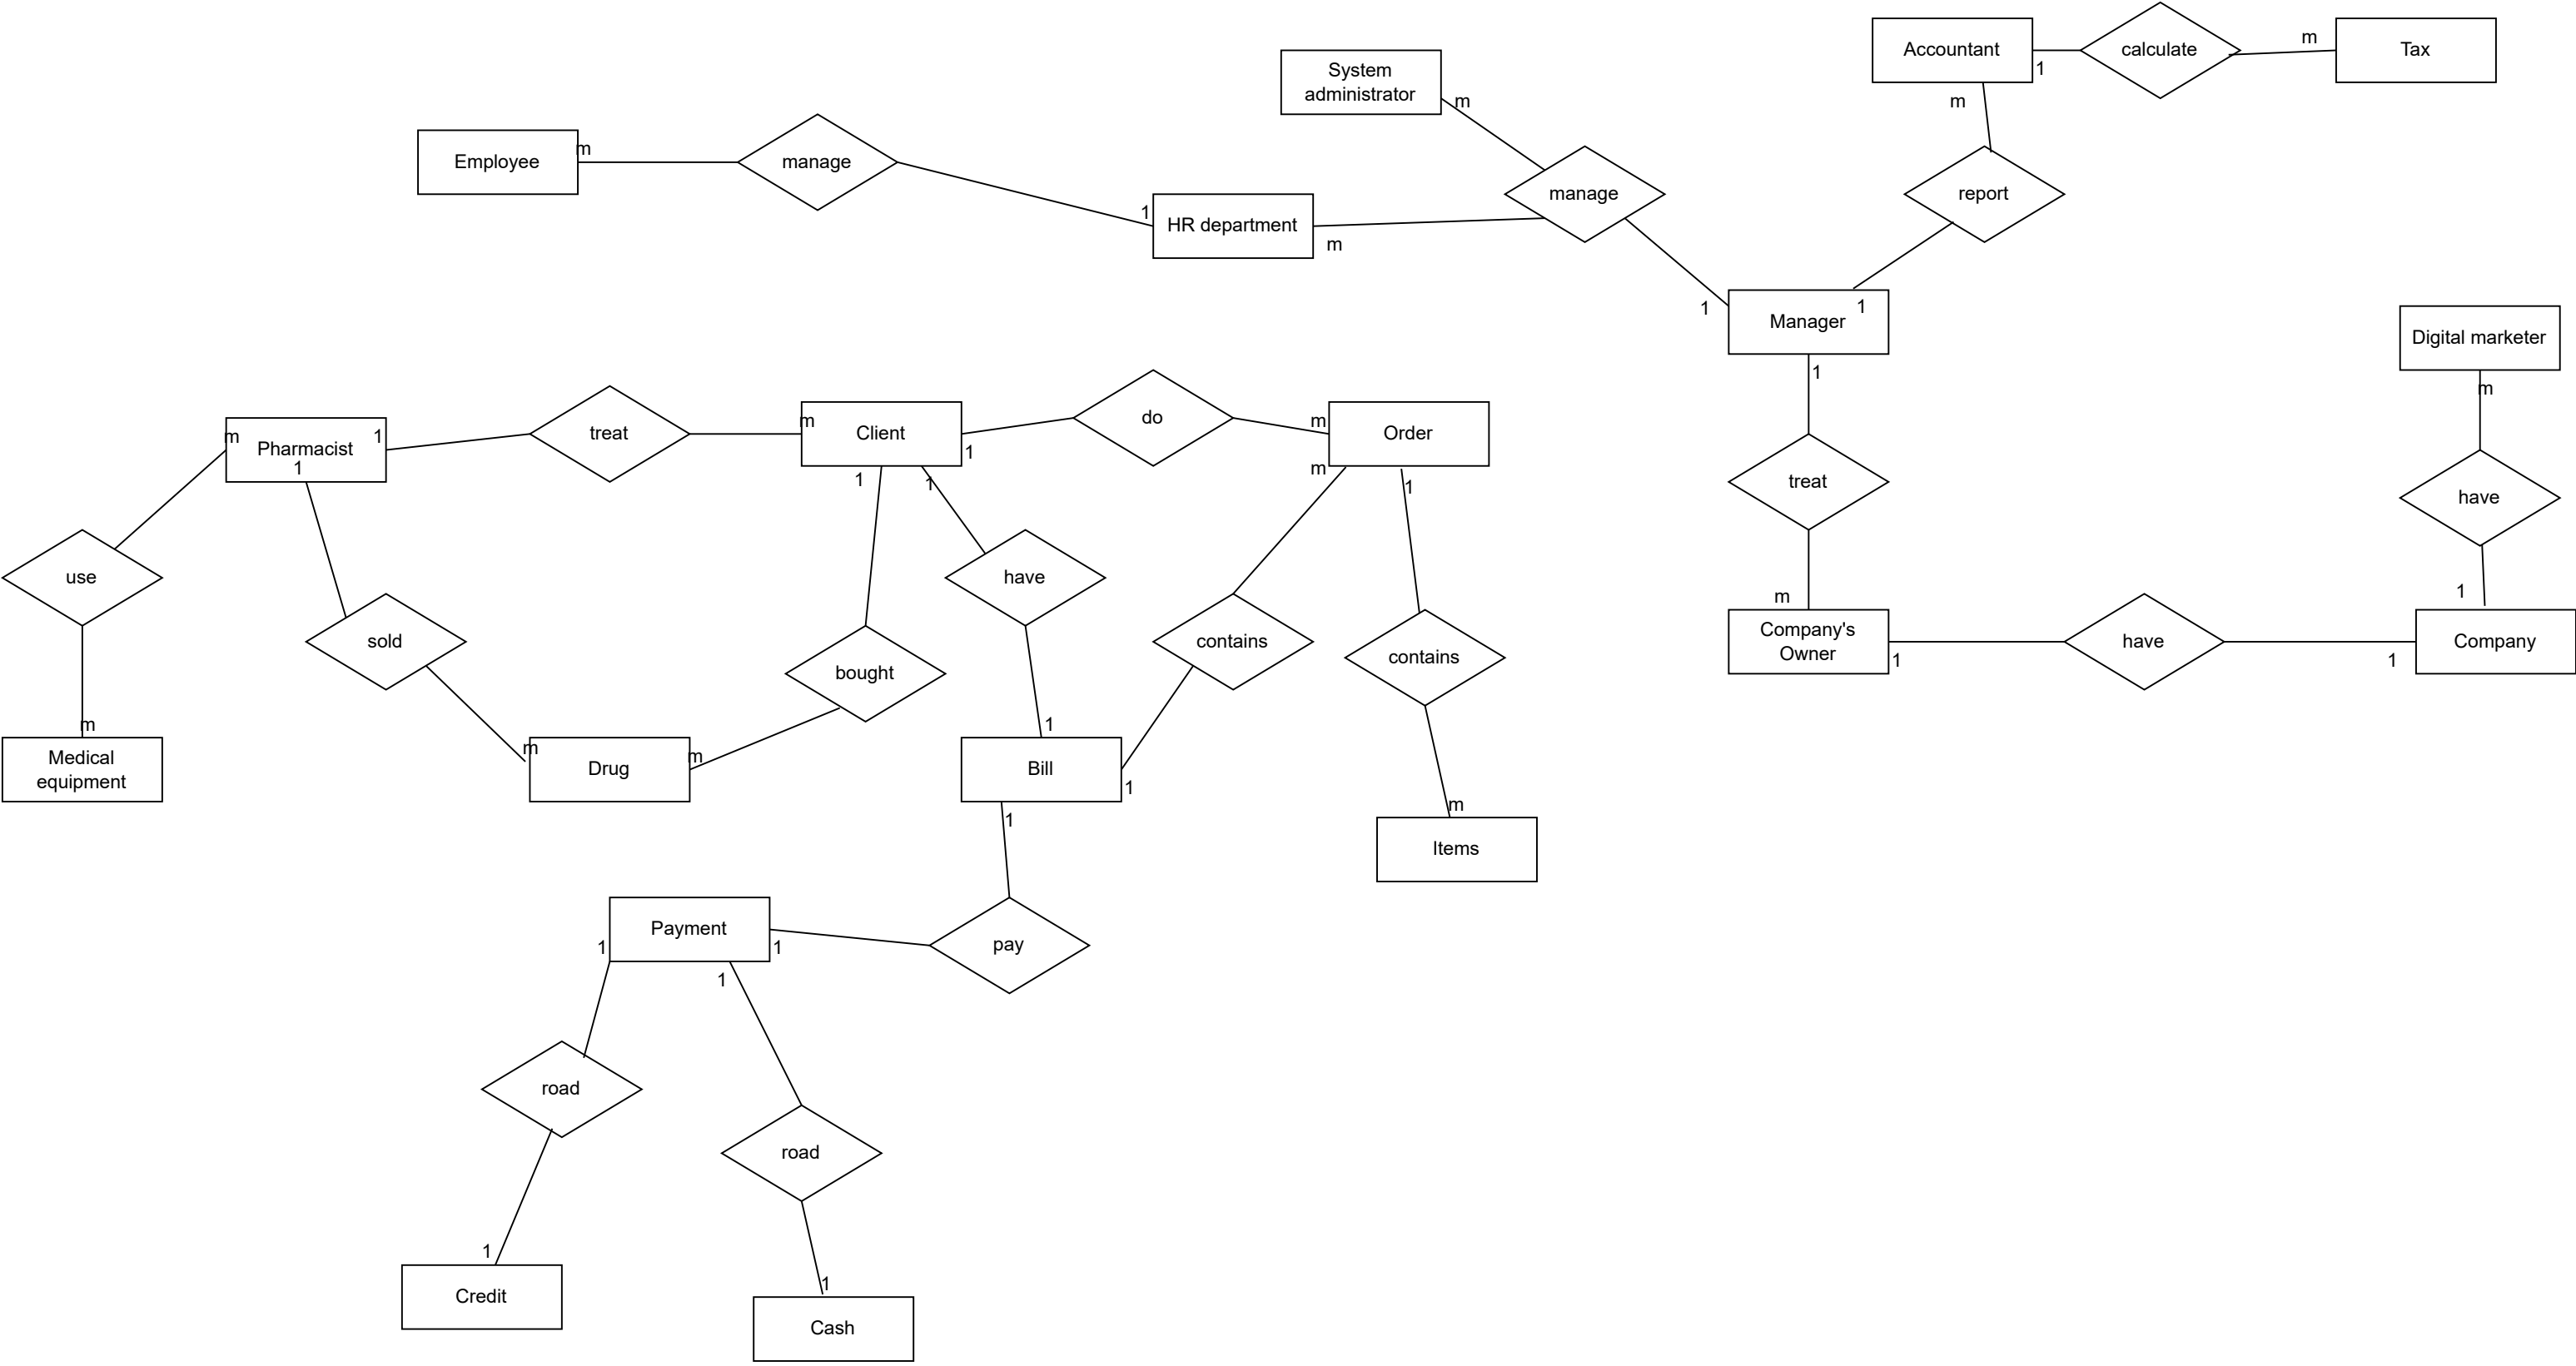 Accountant
calculate
m
Tax
1
System
administrator
m
m
Employee
m
manage
manage
report
1
HR department
m
1
Manager
1
Digital marketer
1
m
Pharmacist
m
1
1
treat
m
Client
1
do
m
Order
m
1
1
1
treat
have
use
have
m
1
sold
bought
contains
contains
Company's
Owner
1
have
1
Company
m
Medical
equipment
m
Drug
m
1
Bill
1
m
Items
1
Payment
1
1
1
pay
road
road
1
Credit
1
Cash